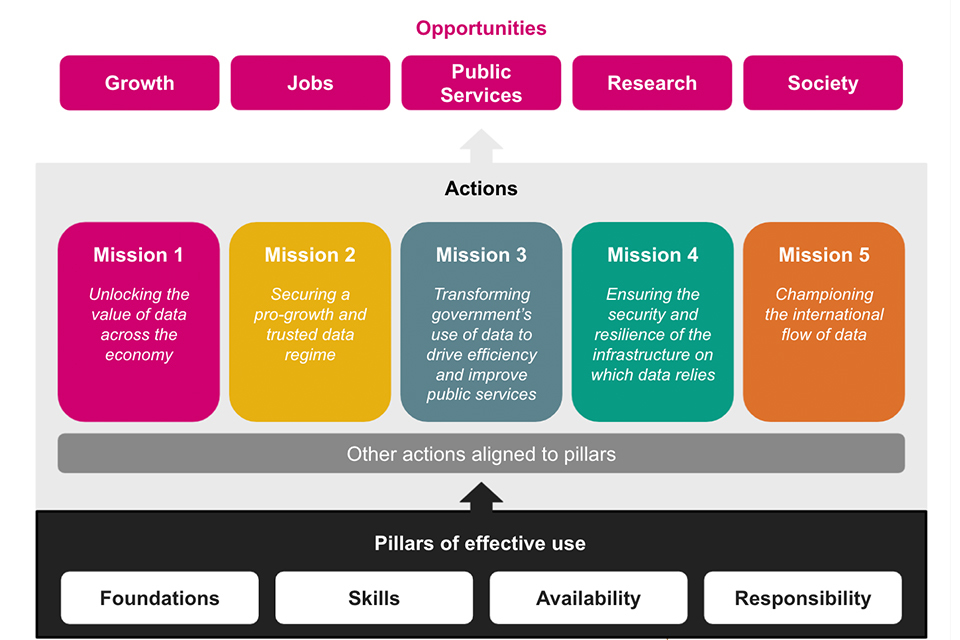 Opportunities
Growth
Jobs
Public
Services
Research
Society
Actions
Mission 1
Unlocking the
value of data
across the
economy
Mission 2
Securing a
pro-growth and
trusted data
regime
Mission 3
Transforming
government’s
use of data to
drive efficiency
and improve
public services
Mission 4
Ensuring the
security and
resilience of the
infrastructure on
which data relies
Mission 5
Championing
the international
flow of data
Other actions aligned to pillars
Pillars of effective use
Foundations
Skills
Availability
Responsibility